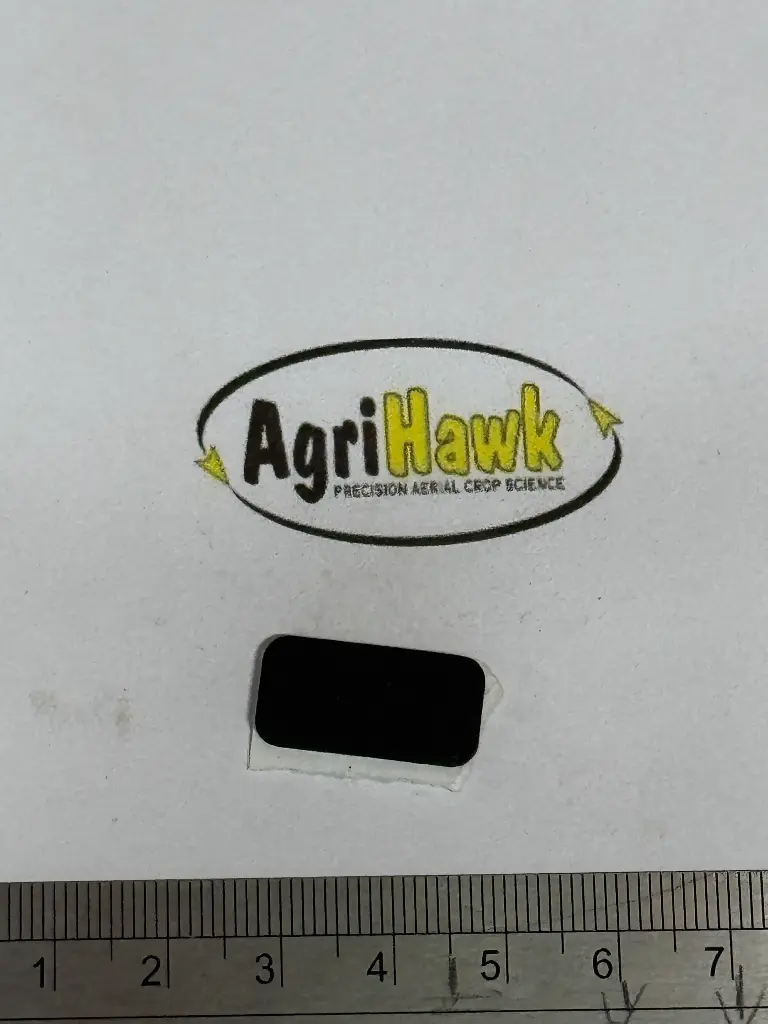 AgriHawk
PRECISION AERIAL CROP SCIENCE
1 2 3 4 5 6 7